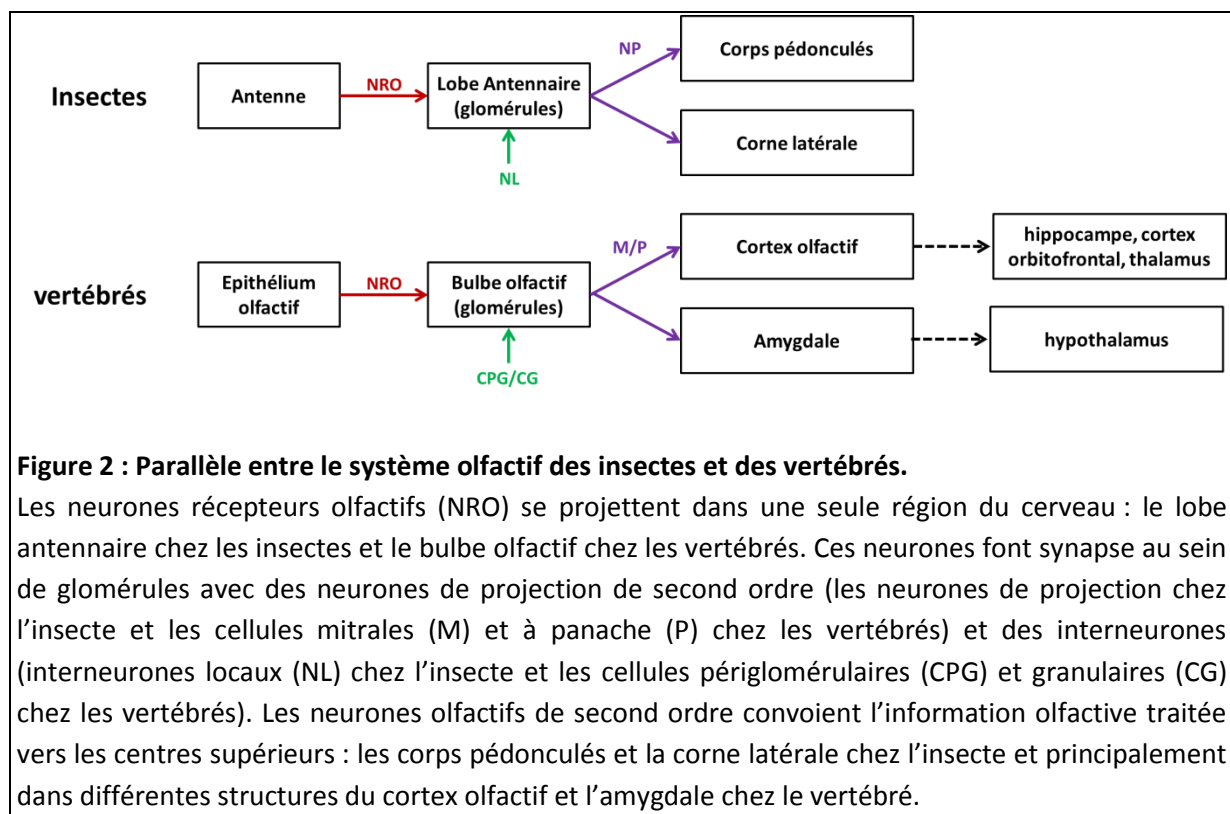 NP
Corps pédonculés
Insectes
Antenne
NRO
Lobe Antennaire
(glomérules)
Corne latérale
NL
M/P
Cortex olfactif
hippocampe, cortex
orbitofrontal, thalamus
vertébrés
Epithélium
olfactif
NRO
Bulbe olfactif
(glomérules)
Amygdale
hypothalamus
CPG/CG
Figure 2 : Parallèle entre le système olfactif des insectes et des vertébrés.
Les neurones récepteurs olfactifs (NRO) se projettent dans une seule région du cerveau : le lobe
antennaire chez les insectes et le bulbe olfactif chez les vertébrés. Ces neurones font synapse au sein
de glomérules avec des neurones de projection de second ordre (les neurones de projection chez
l’insecte et les cellules mitrales (M) et à panache (P) chez les vertébrés) et des interneurones
(interneurones locaux (NL) chez l’insecte et les cellules périglomérulaires (CPG) et granulaires (CG)
chez les vertébrés). Les neurones olfactifs de second ordre convoient l’information olfactive traitée
vers les centres supérieurs : les corps pédonculés et la corne latérale chez l’insecte et principalement
dans différentes structures du cortex olfactif et l’amygdale chez le vertébré.